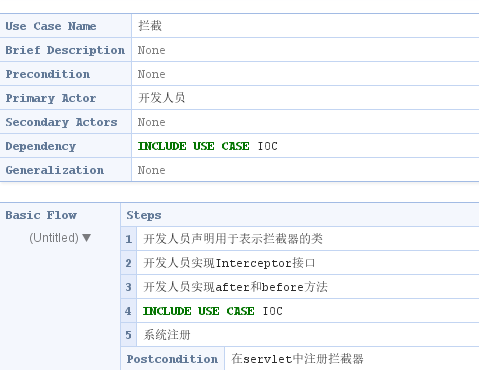 Use Case Name 拦截
Brief Description None
Precondition None
Primary Actor 开发人员
Secondary Actors None
Dependency INCLUDE USE CASE IOC
Generalization None
Basic Flow Steps
(Untitled) ▼ 1 开发人员声明用于表示拦截器的类
2 开发人员实现Interceptor接口
3 开发人员实现after和before方法
4 INCLUDE USE CASE IOC
5 系统注册
Postcondition 在servlet中注册拦截器